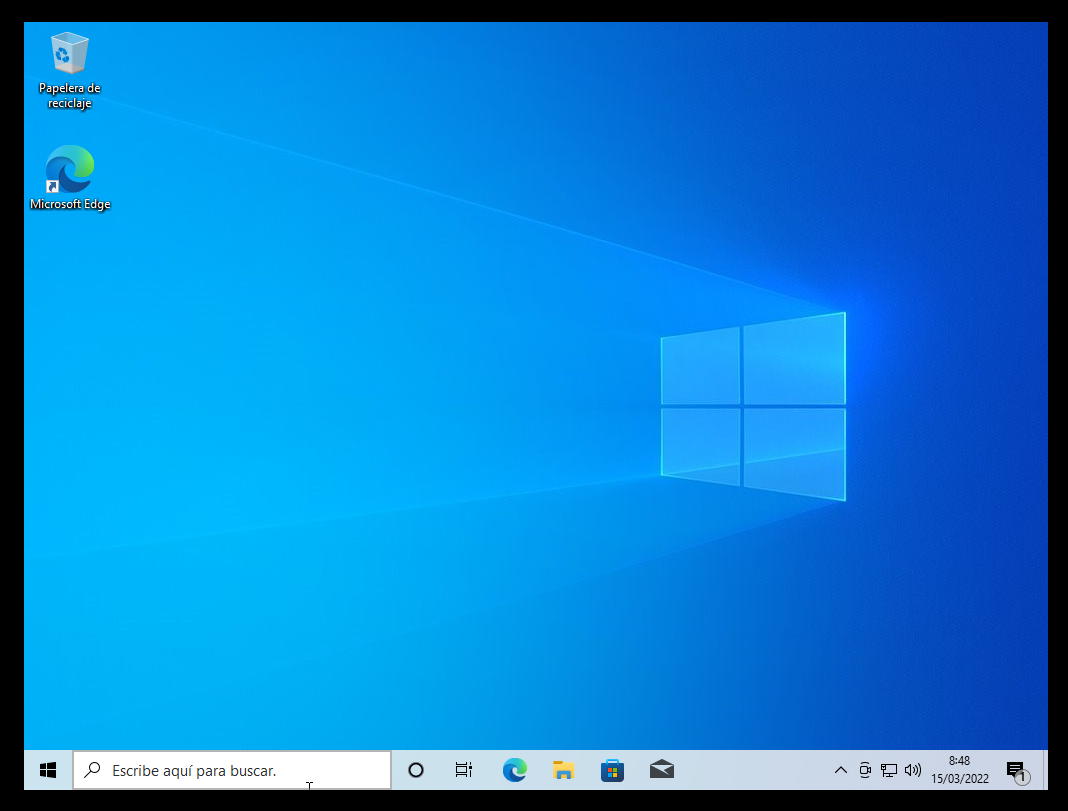 Papelera de
reciclaje
Microsoft Edge
Escribe aquí para buscar.
8:48
15/03/2022
1